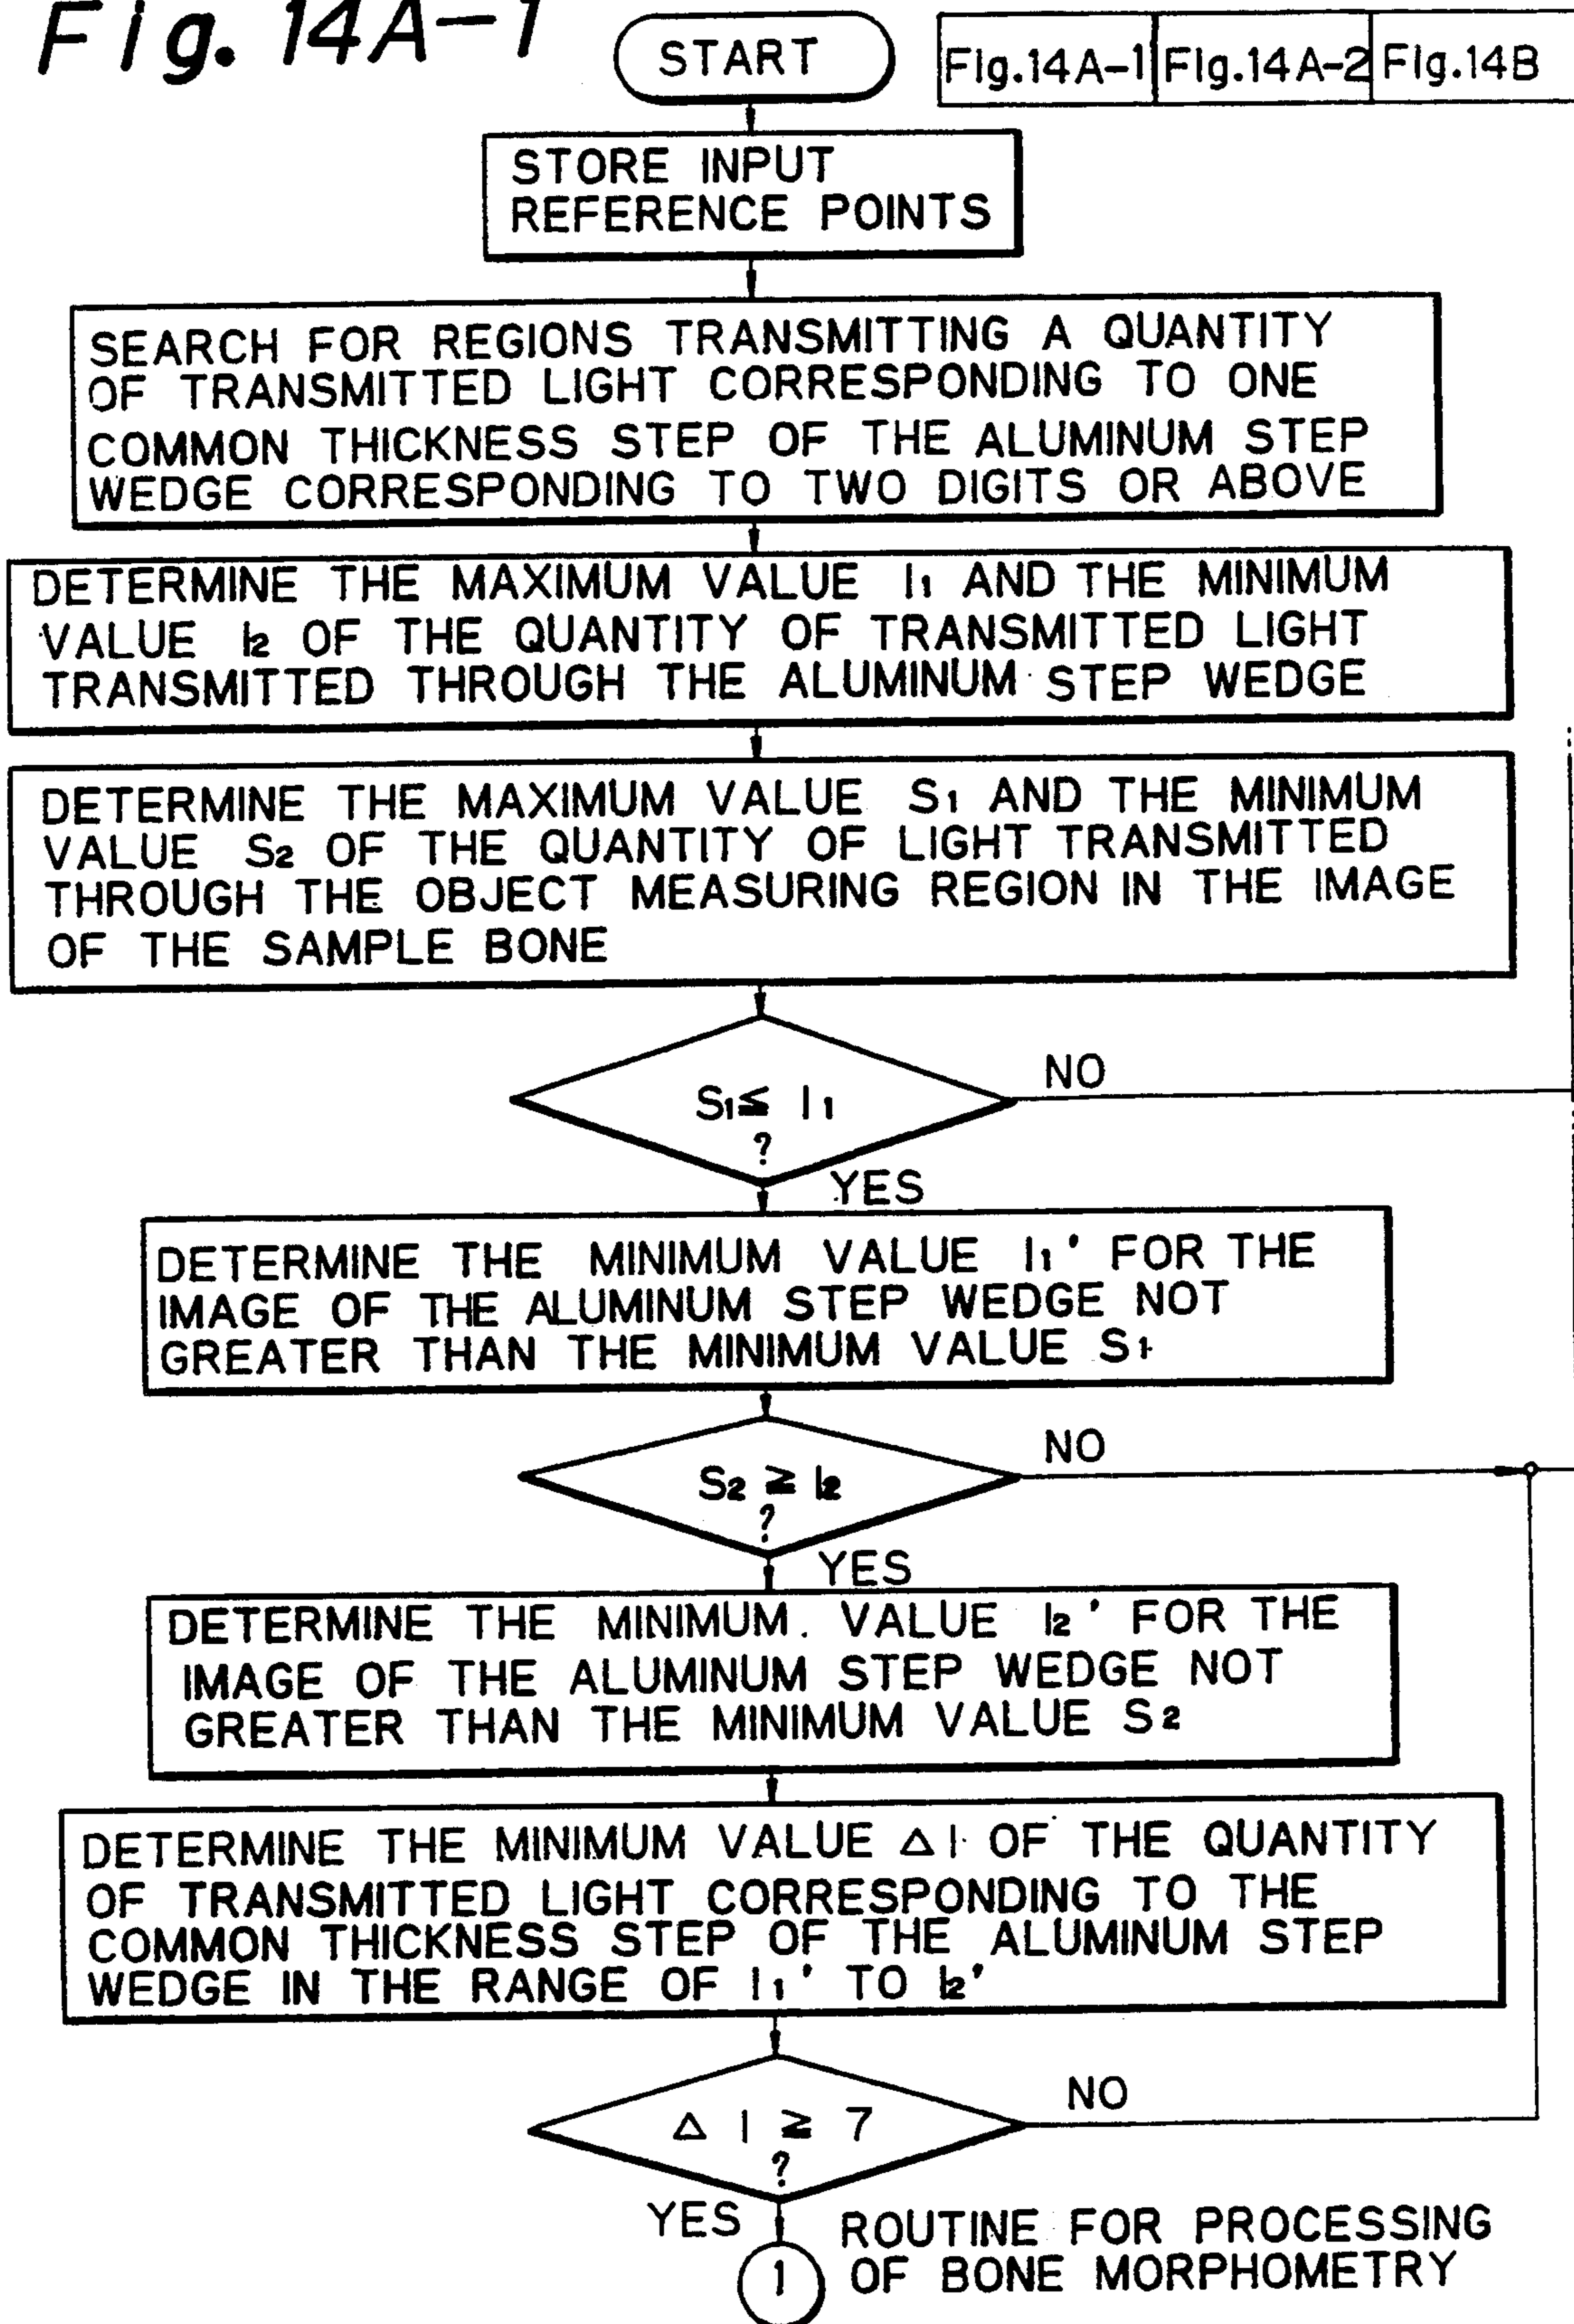 Fig. 14A-1
START
Fig.14A-1 Fig.14A-2 Fig.14B
STORE INPUT
REFERENCE POINTS
SEARCH FOR REGIONS TRANSMITTING A QUANTITY
OF TRANSMITTED LIGHT CORRESPONDING TO ONE
COMMON THICKNESS STEP OF THE ALUMINUM STEP
WEDGE CORRESPONDING TO TWO DIGITS OR ABOVE
DETERMINE THE MAXIMUM VALUE I₁ AND THE MINIMUM
VALUE I₂ OF THE QUANTITY OF TRANSMITTED LIGHT
TRANSMITTED THROUGH THE ALUMINUM STEP WEDGE
DETERMINE THE MAXIMUM VALUE S₁ AND THE MINIMUM
VALUE S₂ OF THE QUANTITY OF LIGHT TRANSMITTED
THROUGH THE OBJECT MEASURING REGION IN THE IMAGE
OF THE SAMPLE BONE
S₁ ≦ I₁
?
NO
YES
DETERMINE THE MINIMUM VALUE I₁' FOR THE
IMAGE OF THE ALUMINUM STEP WEDGE NOT
GREATER THAN THE MINIMUM VALUE S₁
S₂ ≧ I₂
?
NO
YES
DETERMINE THE MINIMUM VALUE I₂' FOR THE
IMAGE OF THE ALUMINUM STEP WEDGE NOT
GREATER THAN THE MINIMUM VALUE S₂
DETERMINE THE MINIMUM VALUE ΔI OF THE QUANTITY
OF TRANSMITTED LIGHT CORRESPONDING TO THE
COMMON THICKNESS STEP OF THE ALUMINUM STEP
WEDGE IN THE RANGE OF I₁' TO I₂'
Δ I ≧ 7
?
NO
YES
1
ROUTINE FOR PROCESSING
OF BONE MORPHOMETRY